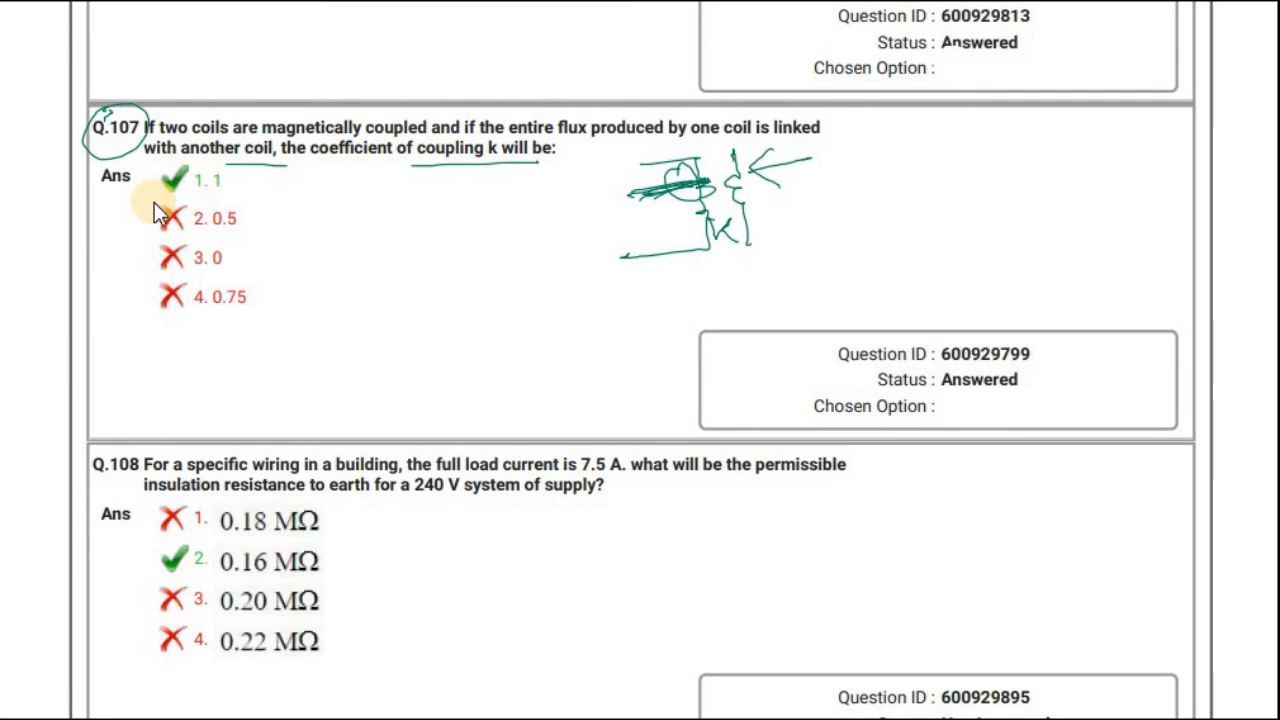 Question ID : 600929813
Status : Answered
Chosen Option :
Q.107 If two coils are magnetically coupled and if the entire flux produced by one coil is linked
with another coil, the coefficient of coupling k will be:
Ans
1. 1
2. 0.5
3. 0
4. 0.75
K
Question ID : 600929799
Status : Answered
Chosen Option :
Q.108 For a specific wiring in a building, the full load current is 7.5 A. what will be the permissible
insulation resistance to earth for a 240 V system of supply?
Ans
1. 0.18 MΩ
2. 0.16 MΩ
3. 0.20 MΩ
4. 0.22 MΩ
Question ID : 600929895